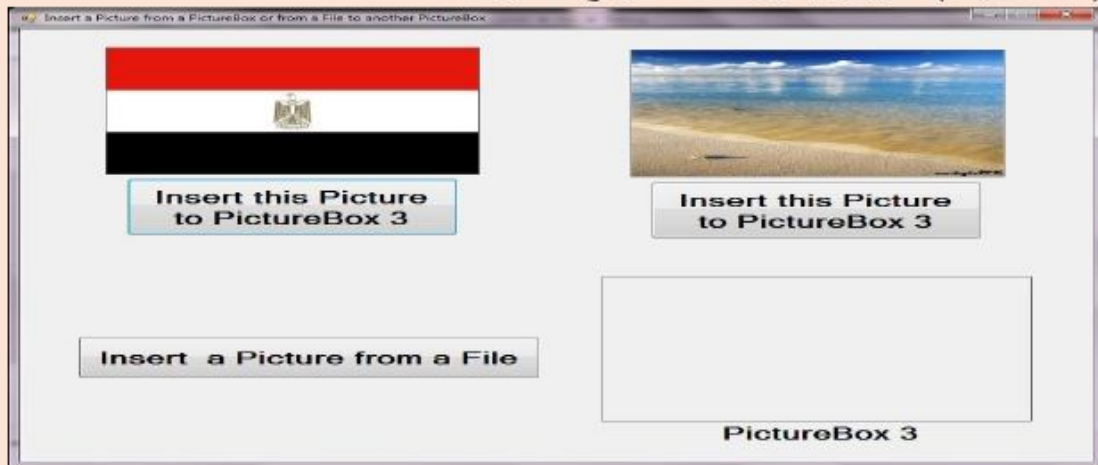 Insert a Picture from a PictureBox or from a File to another PictureBox
Insert this Picture
to PictureBox 3
Insert this Picture
to PictureBox 3
Insert a Picture from a File
PictureBox 3